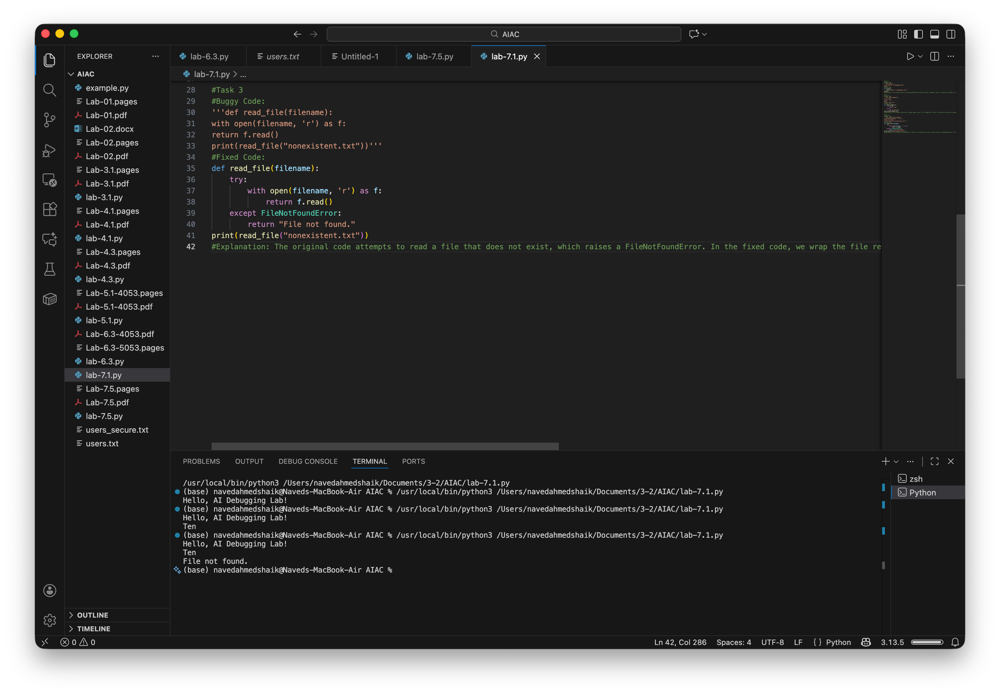 AIAC
EXPLORER
lab-6.3.py
users.txt
Untitled-1
lab-7.5.py
lab-7.1.py
lab-7.1.py > ...
AIAC
example.py
Lab-01.pages
Lab-01.pdf
Lab-02.docx
Lab-02.pages
Lab-02.pdf
Lab-3.1.pages
Lab-3.1.pdf
lab-3.1.py
Lab-4.1.pages
Lab-4.1.pdf
lab-4.1.py
Lab-4.3.pages
Lab-4.3.pdf
lab-4.3.py
Lab-5.1-4053.pages
Lab-5.1-4053.pdf
lab-5.1.py
Lab-6.3-4053.pdf
Lab-6.3-5053.pages
lab-6.3.py
lab-7.1.py
Lab-7.5.pages
Lab-7.5.pdf
lab-7.5.py
users_secure.txt
users.txt
OUTLINE
TIMELINE
28 #Task 3
29 #Buggy Code:
30 '''def read_file(filename):
31 with open(filename, 'r') as f:
32 return f.read()
33 print(read_file("nonexistent.txt"))'''
34 #Fixed Code:
35 def read_file(filename):
36     try:
37         with open(filename, 'r') as f:
38             return f.read()
39     except FileNotFoundError:
40         return "File not found."
41 print(read_file("nonexistent.txt"))
42 #Explanation: The original code attempts to read a file that does not exist, which raises a FileNotFoundError. In the fixed code, we wrap the file re
PROBLEMS OUTPUT DEBUG CONSOLE TERMINAL PORTS
/usr/local/bin/python3 /Users/navedahmedshaik/Documents/3-2/AIAC/lab-7.1.py
(base) navedahmedshaik@Naveds-MacBook-Air AIAC % /usr/local/bin/python3 /Users/navedahmedshaik/Documents/3-2/AIAC/lab-7.1.py
Hello, AI Debugging Lab!
(base) navedahmedshaik@Naveds-MacBook-Air AIAC % /usr/local/bin/python3 /Users/navedahmedshaik/Documents/3-2/AIAC/lab-7.1.py
Hello, AI Debugging Lab!
Ten
(base) navedahmedshaik@Naveds-MacBook-Air AIAC % /usr/local/bin/python3 /Users/navedahmedshaik/Documents/3-2/AIAC/lab-7.1.py
Hello, AI Debugging Lab!
Ten
File not found.
(base) navedahmedshaik@Naveds-MacBook-Air AIAC %
zsh
Python
0 0
Ln 42, Col 286 Spaces: 4 UTF-8 LF {} Python 3.13.5